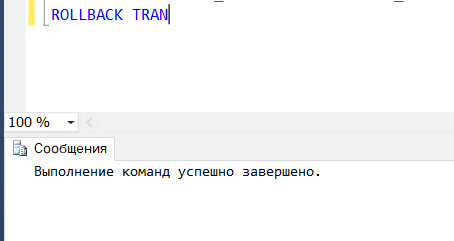 ROLLBACK TRAN
100 %
Сообщения
Выполнение команд успешно завершено.